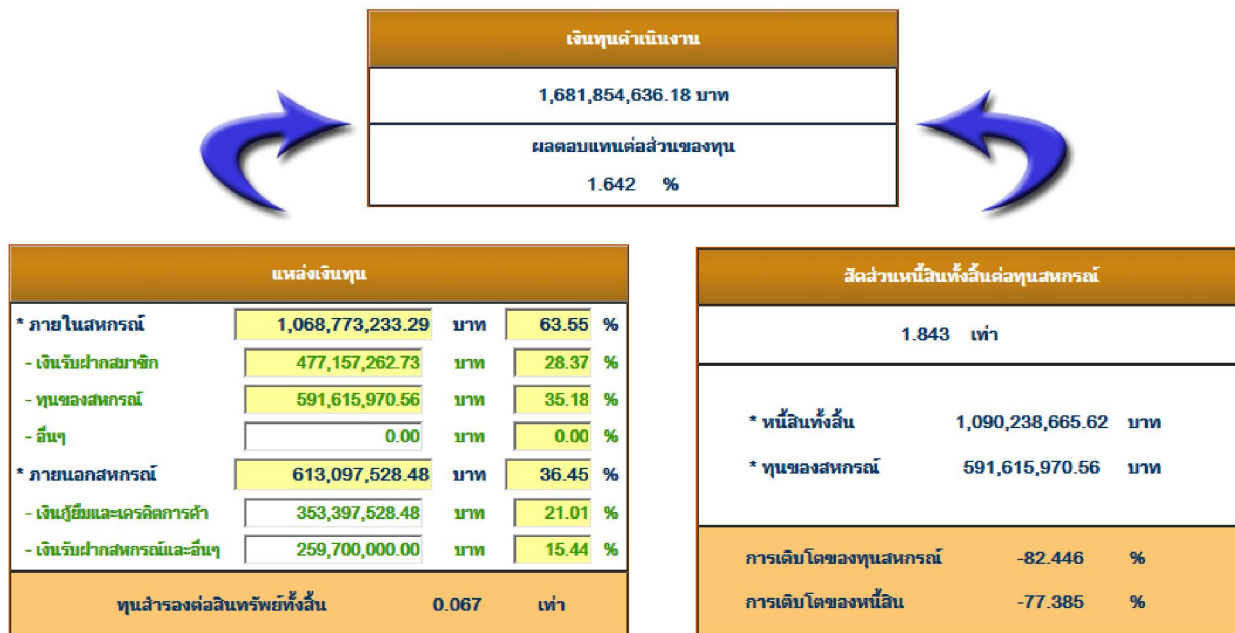 เงินทุนดำเนินงาน
1,681,854,636.18 บาท
ผลตอบแทนต่อส่วนของทุน
1.642 %
แหล่งเงินทุน
* ภายในสหกรณ์ 1,068,773,233.29 บาท 63.55 %
- เงินรับฝากสมาชิก 477,157,262.73 บาท 28.37 %
- ทุนของสหกรณ์ 591,615,970.56 บาท 35.18 %
- อื่นๆ 0.00 บาท 0.00 %
* ภายนอกสหกรณ์ 613,097,528.48 บาท 36.45 %
- เงินกู้ยืมและเครดิตการค้า 353,397,528.48 บาท 21.01 %
- เงินรับฝากสหกรณ์และอื่นๆ 259,700,000.00 บาท 15.44 %
ทุนสำรองต่อสินทรัพย์ทั้งสิ้น 0.067 เท่า
สัดส่วนหนี้สินทั้งสิ้นต่อทุนสหกรณ์
1.843 เท่า
* หนี้สินทั้งสิ้น 1,090,238,665.62 บาท
* ทุนของสหกรณ์ 591,615,970.56 บาท
การเติบโตของทุนสหกรณ์ -82.446 %
การเติบโตของหนี้สิน -77.385 %